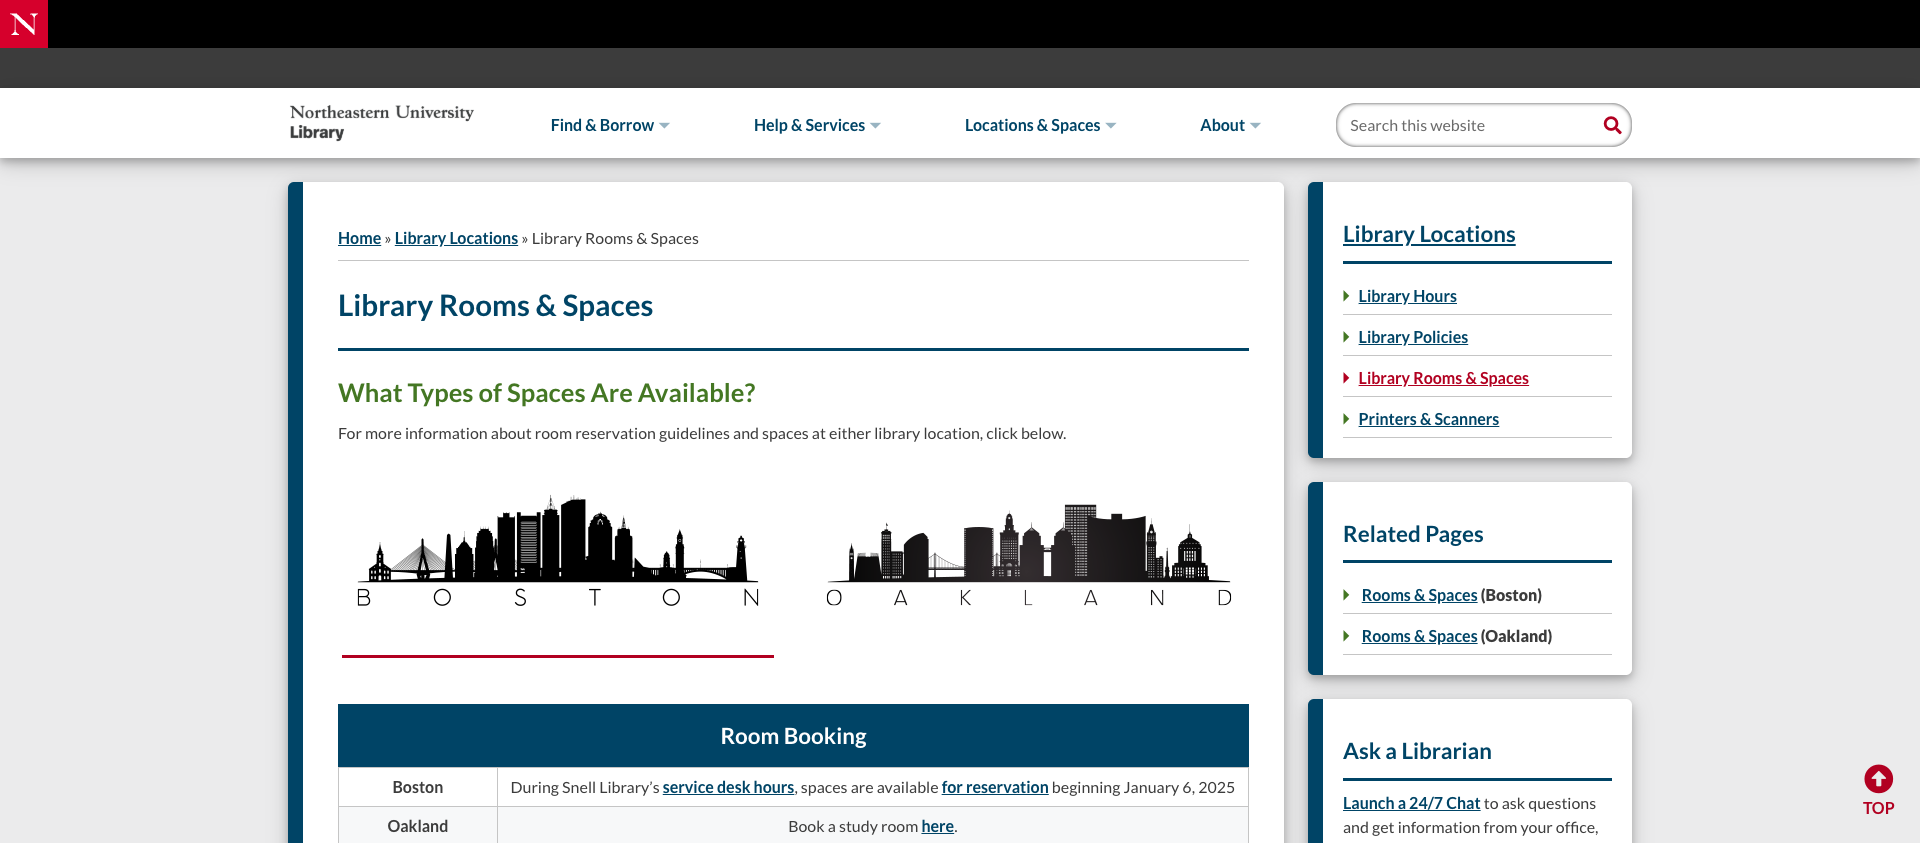 N
Northeastern University
Library
Find & Borrow
Help & Services
Locations & Spaces
About
Search this website
Home » Library Locations » Library Rooms & Spaces
Library Rooms & Spaces
What Types of Spaces Are Available?
For more information about room reservation guidelines and spaces at either library location, click below.
BOSTON
OAKLAND
Room Booking
Boston
During Snell Library’s service desk hours, spaces are available for reservation beginning January 6, 2025
Oakland
Book a study room here.
Library Locations
Library Hours
Library Policies
Library Rooms & Spaces
Printers & Scanners
Related Pages
Rooms & Spaces (Boston)
Rooms & Spaces (Oakland)
Ask a Librarian
Launch a 24/7 Chat to ask questions
and get information from your office,
TOP